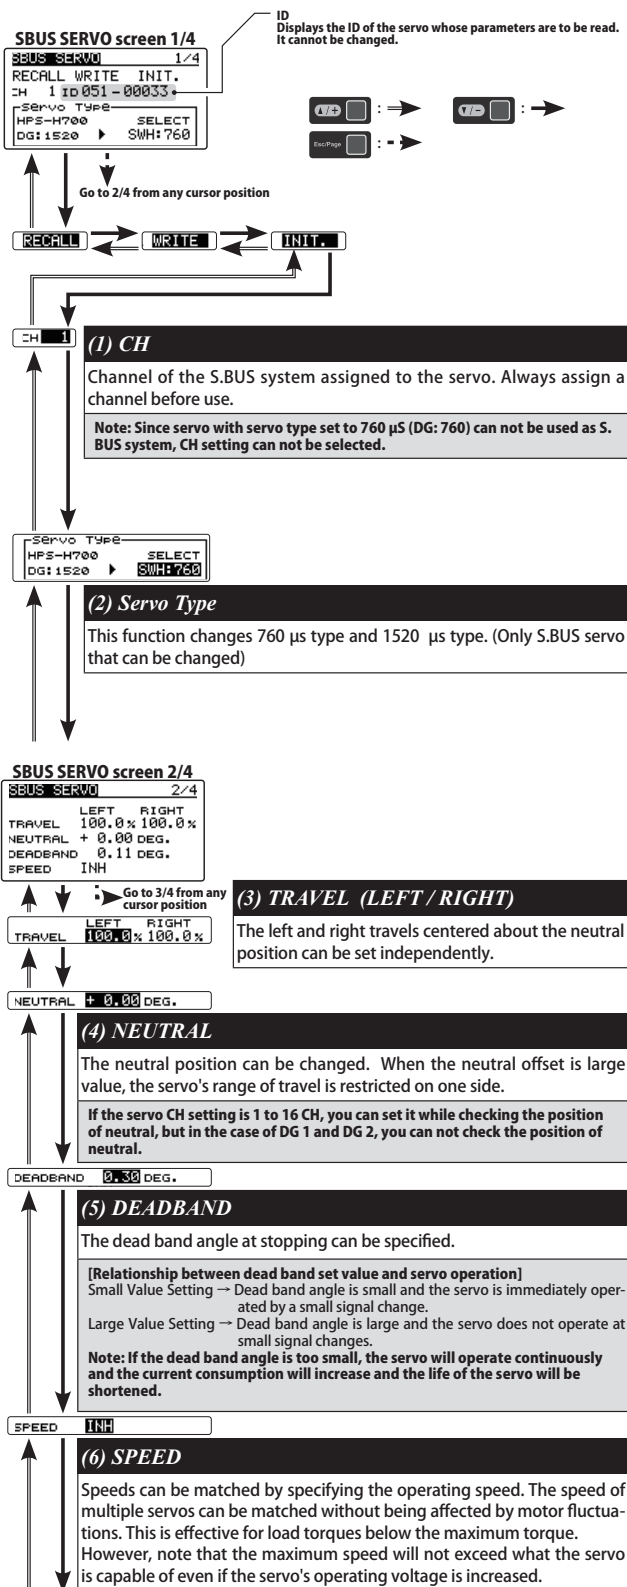 ID
Displays the ID of the servo whose parameters are to be read.
It cannot be changed.
SBUS SERVO screen 1/4
SBUS SERVO 1/4
RECALL WRITE INIT.
CH 1 ID 051-00033
Servo Type
HPS-H700 SELECT
DG:1520 ▶ SWH:760
▲/+ : ⇒ ▼/– : →
Esc/Page :
Go to 2/4 from any cursor position
RECALL WRITE INIT.
CH 1
(1) CH
Channel of the S.BUS system assigned to the servo. Always assign a
channel before use.
Note: Since servo with servo type set to 760 μS (DG: 760) can not be used as S.
BUS system, CH setting can not be selected.
Servo Type
HPS-H700 SELECT
DG:1520 ▶ SWH:760
(2) Servo Type
This function changes 760 μs type and 1520 μs type. (Only S.BUS servo
that can be changed)
SBUS SERVO screen 2/4
SBUS SERVO 2/4
LEFT RIGHT
TRAVEL 100.0% 100.0%
NEUTRAL + 0.00 DEG.
DEADBAND 0.11 DEG.
SPEED INH
Go to 3/4 from any
cursor position
LEFT RIGHT
TRAVEL 100.0% 100.0%
(3) TRAVEL (LEFT / RIGHT)
The left and right travels centered about the neutral
position can be set independently.
NEUTRAL + 0.00 DEG.
(4) NEUTRAL
The neutral position can be changed. When the neutral offset is large
value, the servo's range of travel is restricted on one side.
If the servo CH setting is 1 to 16 CH, you can set it while checking the position
of neutral, but in the case of DG 1 and DG 2, you can not check the position of
neutral.
DEADBAND 0.30 DEG.
(5) DEADBAND
The dead band angle at stopping can be specified.
[Relationship between dead band set value and servo operation]
Small Value Setting → Dead band angle is small and the servo is immediately oper-
ated by a small signal change.
Large Value Setting → Dead band angle is large and the servo does not operate at
small signal changes.
Note: If the dead band angle is too small, the servo will operate continuously
and the current consumption will increase and the life of the servo will be
shortened.
SPEED INH
(6) SPEED
Speeds can be matched by specifying the operating speed. The speed of
multiple servos can be matched without being affected by motor fluctua-
tions. This is effective for load torques below the maximum torque.
However, note that the maximum speed will not exceed what the servo
is capable of even if the servo's operating voltage is increased.